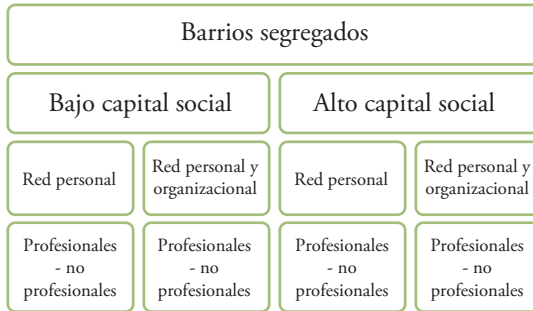 Barrios segregados
Bajo capital social
Alto capital social
Red personal
Red personal y
organizacional
Red personal
Red personal y
organizacional
Profesionales
- no
profesionales
Profesionales
- no
profesionales
Profesionales
- no
profesionales
Profesionales
- no
profesionales